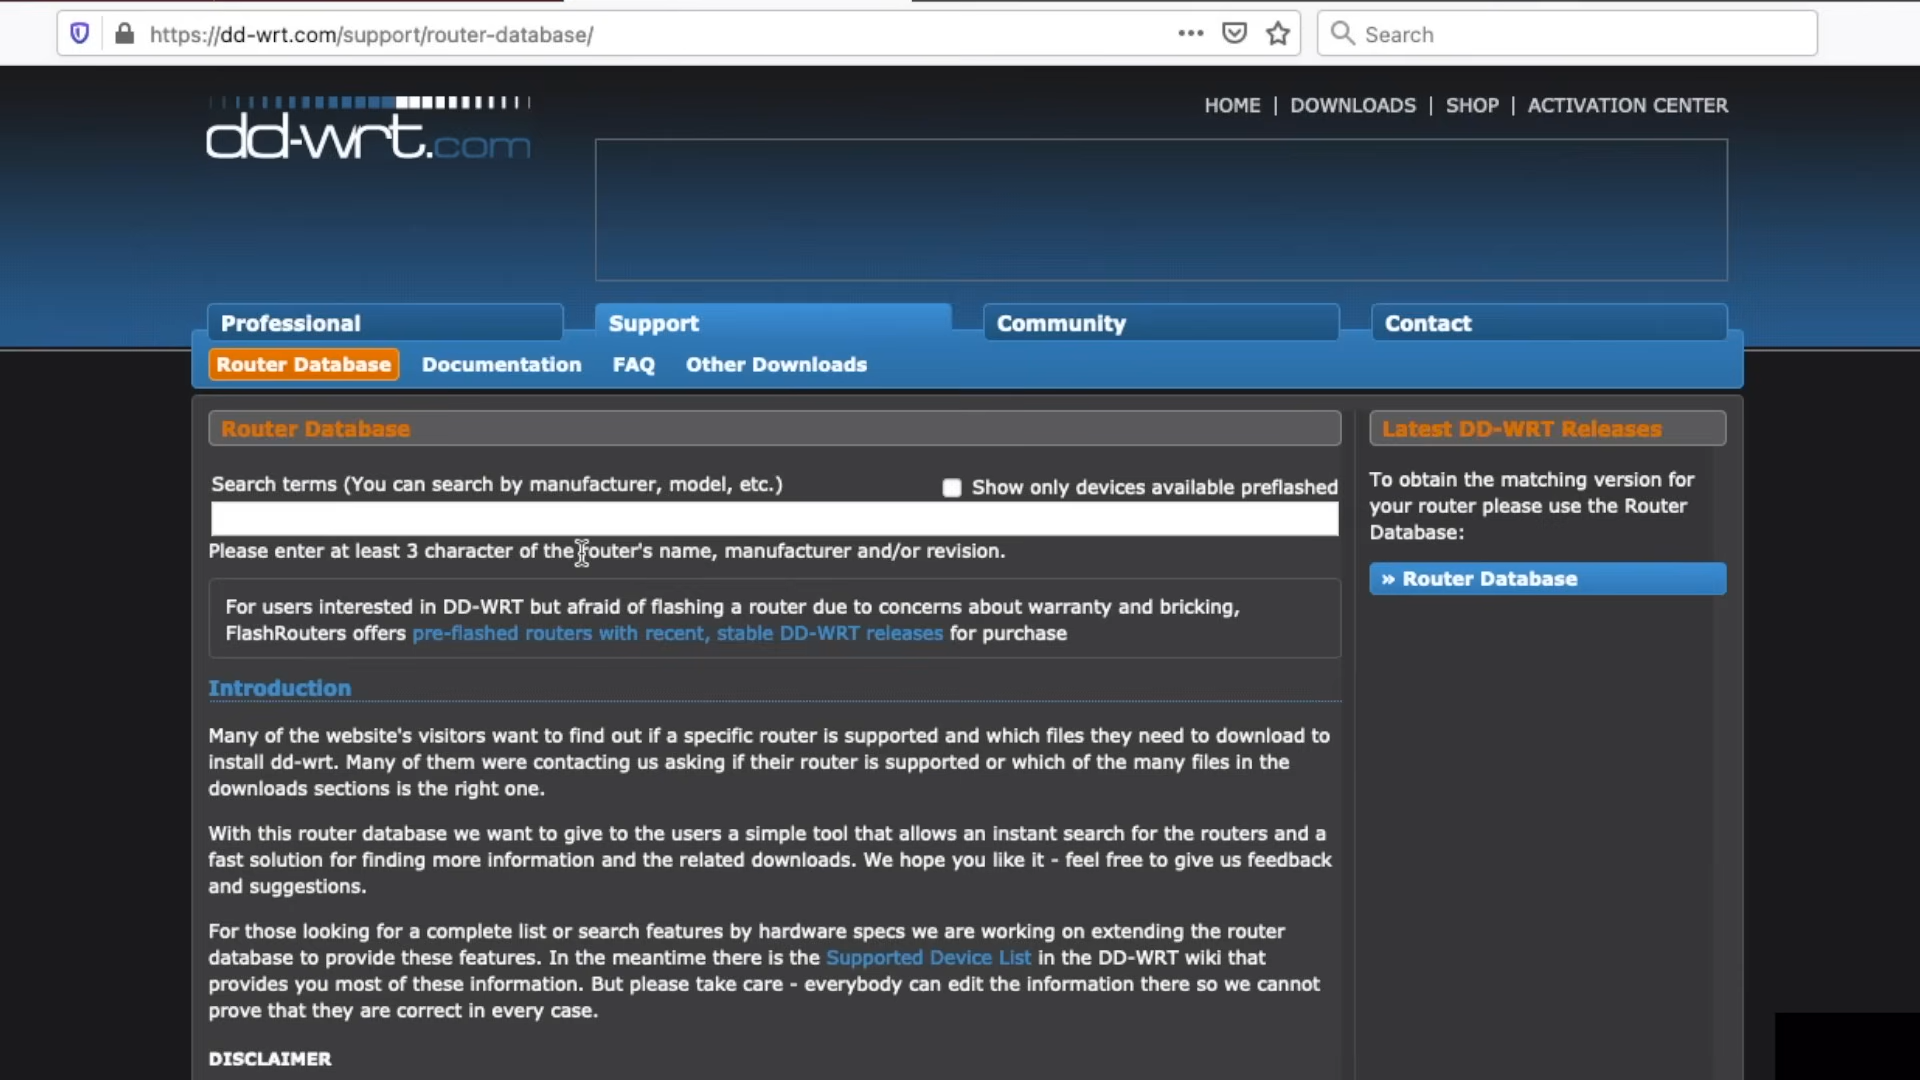 https://dd-wrt.com/support/router-database/
Search
dd-wrt.com
HOME | DOWNLOADS | SHOP | ACTIVATION CENTER
Professional
Support
Community
Contact
Router Database
Documentation
FAQ
Other Downloads
Router Database
Search terms (You can search by manufacturer, model, etc.)
Show only devices available preflashed
Please enter at least 3 character of the router's name, manufacturer and/or revision.
For users interested in DD-WRT but afraid of flashing a router due to concerns about warranty and bricking,
FlashRouters offers pre-flashed routers with recent, stable DD-WRT releases for purchase
Introduction
Many of the website's visitors want to find out if a specific router is supported and which files they need to download to
install dd-wrt. Many of them were contacting us asking if their router is supported or which of the many files in the
downloads sections is the right one.
With this router database we want to give to the users a simple tool that allows an instant search for the routers and a
fast solution for finding more information and the related downloads. We hope you like it - feel free to give us feedback
and suggestions.
For those looking for a complete list or search features by hardware specs we are working on extending the router
database to provide these features. In the meantime there is the Supported Device List in the DD-WRT wiki that
provides you most of these information. But please take care - everybody can edit the information there so we cannot
prove that they are correct in every case.
DISCLAIMER
Latest DD-WRT Releases
To obtain the matching version for
your router please use the Router
Database:
» Router Database